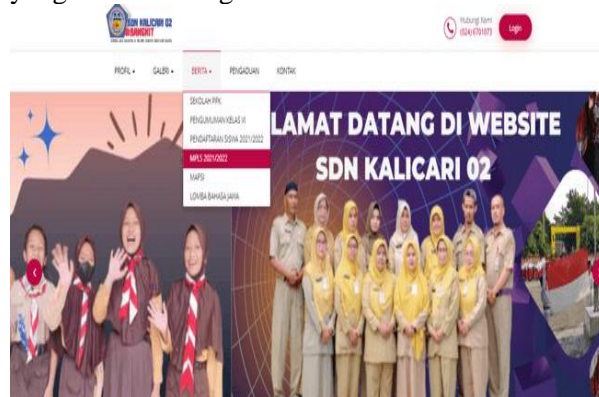 SDN KALICARI 02
Hubungi Kami
(024) 6701873
Login
PROFIL
GALERI
BERITA
PENGADUAN
KONTAK
SEKOLAH PPK
PENGUMUMAN KELAS VI
PENDAFTARAN SISWA 2021/2022
MPLS 2021/2022
MAPSI
LOMBA BAHASA JAWA
LAMAT DATANG DI WEBSITE
SDN KALICARI 02